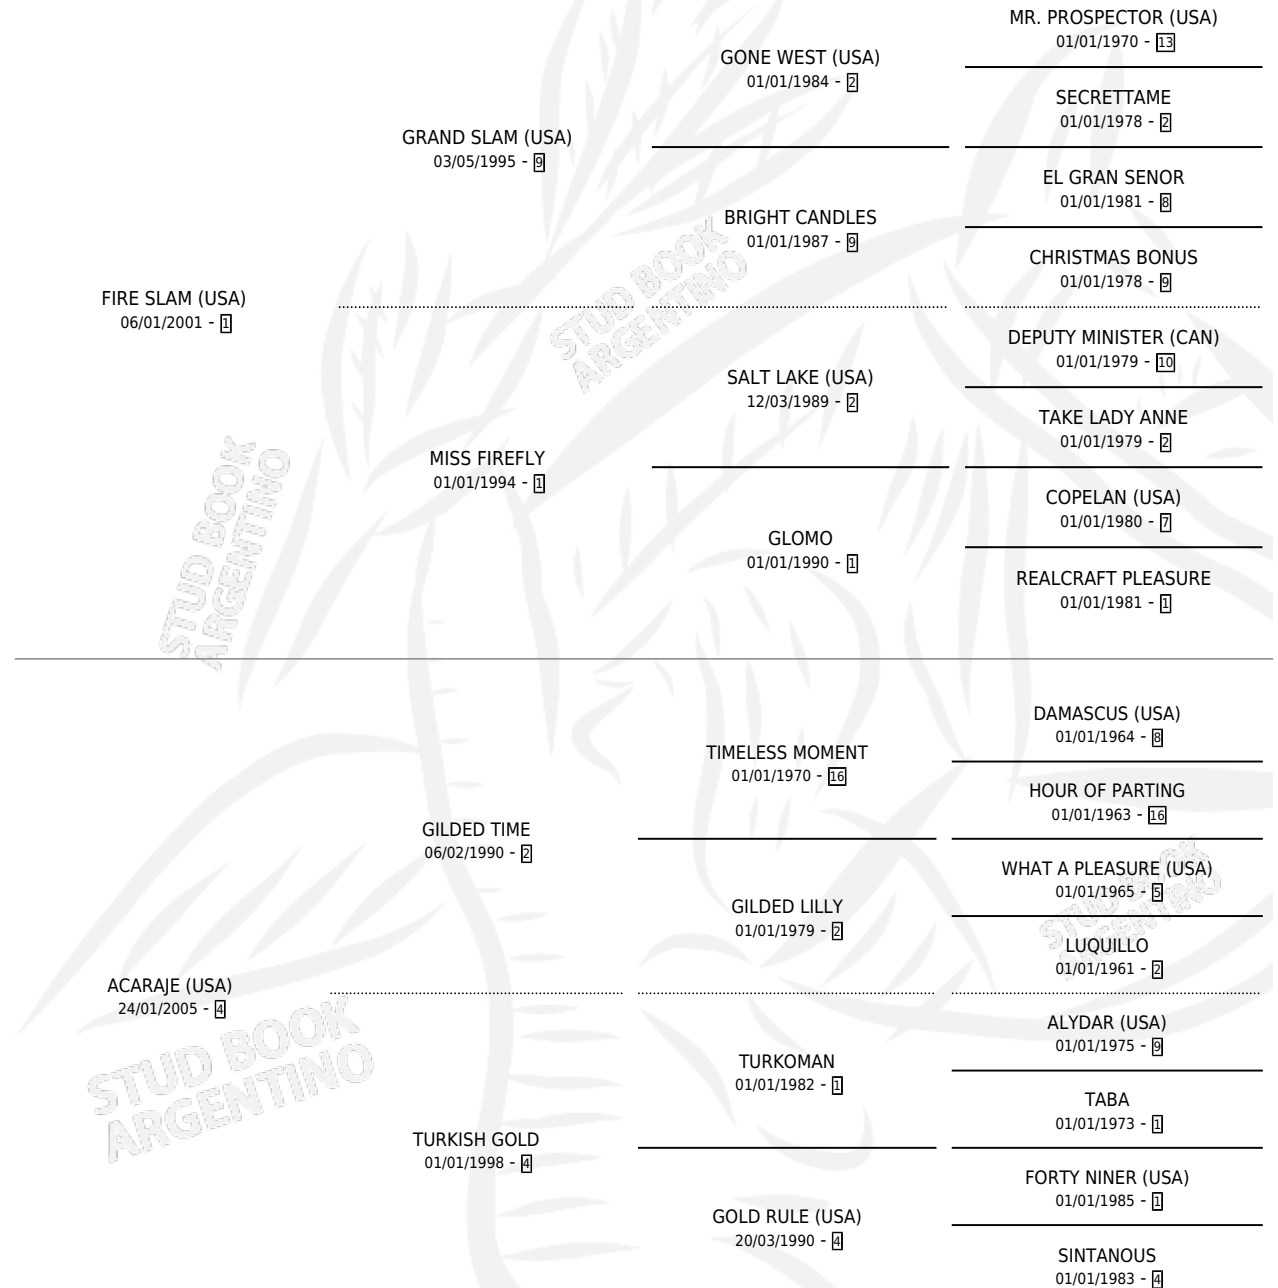 MR. PROSPECTOR (USA)
01/01/1970 - 13
GONE WEST (USA)
01/01/1984 - 2
SECRETTAME
01/01/1978 - 2
GRAND SLAM (USA)
03/05/1995 - 9
EL GRAN SENOR
01/01/1981 - 8
BRIGHT CANDLES
01/01/1987 - 9
CHRISTMAS BONUS
01/01/1978 - 9
FIRE SLAM (USA)
06/01/2001 - 1
DEPUTY MINISTER (CAN)
01/01/1979 - 10
SALT LAKE (USA)
12/03/1989 - 2
TAKE LADY ANNE
01/01/1979 - 2
MISS FIREFLY
01/01/1994 - 1
COPELAN (USA)
01/01/1980 - 7
GLOMO
01/01/1990 - 1
REALCRAFT PLEASURE
01/01/1981 - 1
DAMASCUS (USA)
01/01/1964 - 8
TIMELESS MOMENT
01/01/1970 - 16
HOUR OF PARTING
01/01/1963 - 16
GILDED TIME
06/02/1990 - 2
WHAT A PLEASURE (USA)
01/01/1965 - 5
GILDED LILLY
01/01/1979 - 2
LUQUILLO
01/01/1961 - 2
ACARAJE (USA)
24/01/2005 - 4
ALYDAR (USA)
01/01/1975 - 9
TURKOMAN
01/01/1982 - 1
TABA
01/01/1973 - 1
TURKISH GOLD
01/01/1998 - 4
FORTY NINER (USA)
01/01/1985 - 1
GOLD RULE (USA)
20/03/1990 - 4
SINTANOUS
01/01/1983 - 4
STUD BOOK
ARGENTINO
STUD BOOK
ARGENTINO
STUD BOOK
ARGENTINO
STUD BOOK
ARGENTINO